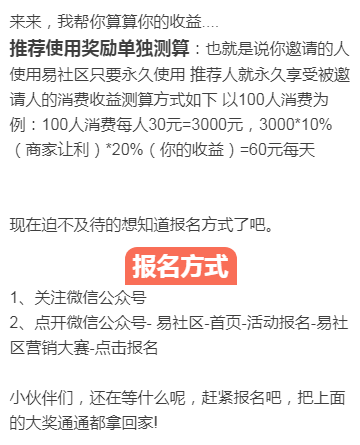 来来，我帮你算算你的收益....
推荐使用奖励单独测算：也就是说你邀请的人
使用易社区只要永久使用 推荐人就永久享受被邀
请人的消费收益测算方式如下 以100人消费为
例：100人消费每人30元=3000元，3000*10%
（商家让利）*20%（你的收益）=60元每天
现在迫不及待的想知道报名方式了吧。
报名方式
1、关注微信公众号
2、点开微信公众号- 易社区-首页-活动报名-易社
区营销大赛-点击报名
小伙伴们，还在等什么呢，赶紧报名吧，把上面
的大奖通通都拿回家!